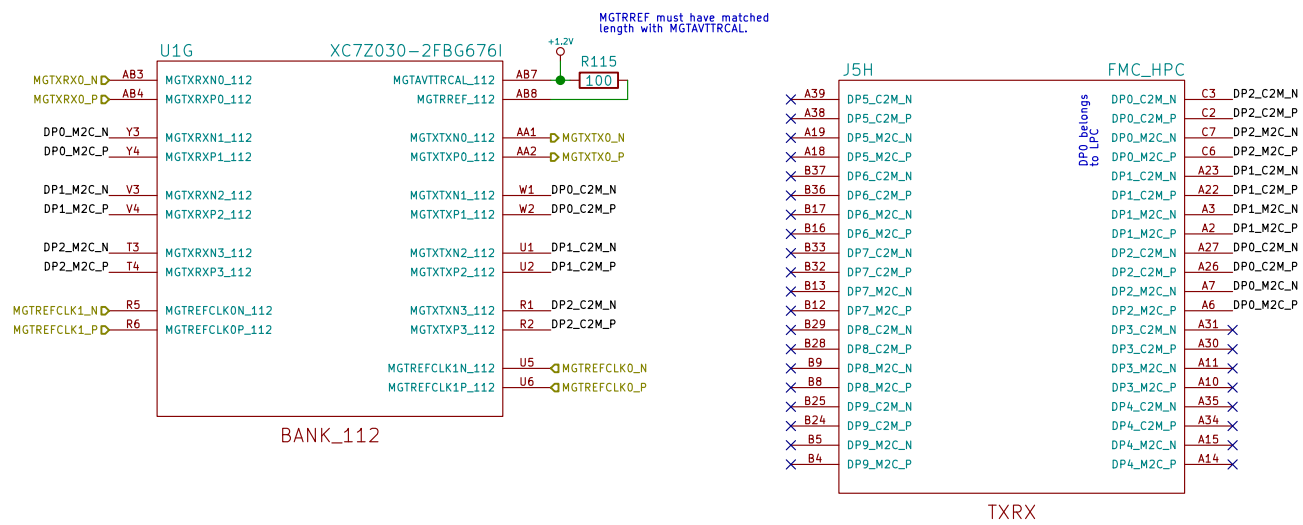 MGTRREF must have matched
length with MGTAVTTRCAL.
U1G
XC7Z030-2FBG676I
+1.2V
R115
100
MGTXRX0_N AB3 MGTXRXN0_112
MGTXRX0_P AB4 MGTXRXP0_112
DP0_M2C_N Y3 MGTXRXN1_112
DP0_M2C_P Y4 MGTXRXP1_112
DP1_M2C_N V3 MGTXRXN2_112
DP1_M2C_P V4 MGTXRXP2_112
DP2_M2C_N T3 MGTXRXN3_112
DP2_M2C_P T4 MGTXRXP3_112
MGTREFCLK1_N R5 MGTREFCLK0N_112
MGTREFCLK1_P R6 MGTREFCLK0P_112
MGTAVTTRCAL_112 AB7
MGTRREF_112 AB8
MGTXTXN0_112 AA1 MGTXTX0_N
MGTXTXP0_112 AA2 MGTXTX0_P
MGTXTXN1_112 W1 DP0_C2M_N
MGTXTXP1_112 W2 DP0_C2M_P
MGTXTXN2_112 U1 DP1_C2M_N
MGTXTXP2_112 U2 DP1_C2M_P
MGTXTXN3_112 R1 DP2_C2M_N
MGTXTXP3_112 R2 DP2_C2M_P
MGTREFCLK1N_112 U5 MGTREFCLK0_N
MGTREFCLK1P_112 U6 MGTREFCLK0_P
BANK_112
J5H
FMC_HPC
DP0 belongs
to LPC
A39 DP5_C2M_N
A38 DP5_C2M_P
A19 DP5_M2C_N
A18 DP5_M2C_P
B37 DP6_C2M_N
B36 DP6_C2M_P
B17 DP6_M2C_N
B16 DP6_M2C_P
B33 DP7_C2M_N
B32 DP7_C2M_P
B13 DP7_M2C_N
B12 DP7_M2C_P
B29 DP8_C2M_N
B28 DP8_C2M_P
B9 DP8_M2C_N
B8 DP8_M2C_P
B25 DP9_C2M_N
B24 DP9_C2M_P
B5 DP9_M2C_N
B4 DP9_M2C_P
DP0_C2M_N C3 DP2_C2M_N
DP0_C2M_P C2 DP2_C2M_P
DP0_M2C_N C7 DP2_M2C_N
DP0_M2C_P C6 DP2_M2C_P
DP1_C2M_N A23 DP1_C2M_N
DP1_C2M_P A22 DP1_C2M_P
DP1_M2C_N A3 DP1_M2C_N
DP1_M2C_P A2 DP1_M2C_P
DP2_C2M_N A27 DP0_C2M_N
DP2_C2M_P A26 DP0_C2M_P
DP2_M2C_N A7 DP0_M2C_N
DP2_M2C_P A6 DP0_M2C_P
DP3_C2M_N A31
DP3_C2M_P A30
DP3_M2C_N A11
DP3_M2C_P A10
DP4_C2M_N A35
DP4_C2M_P A34
DP4_M2C_N A15
DP4_M2C_P A14
TXRX